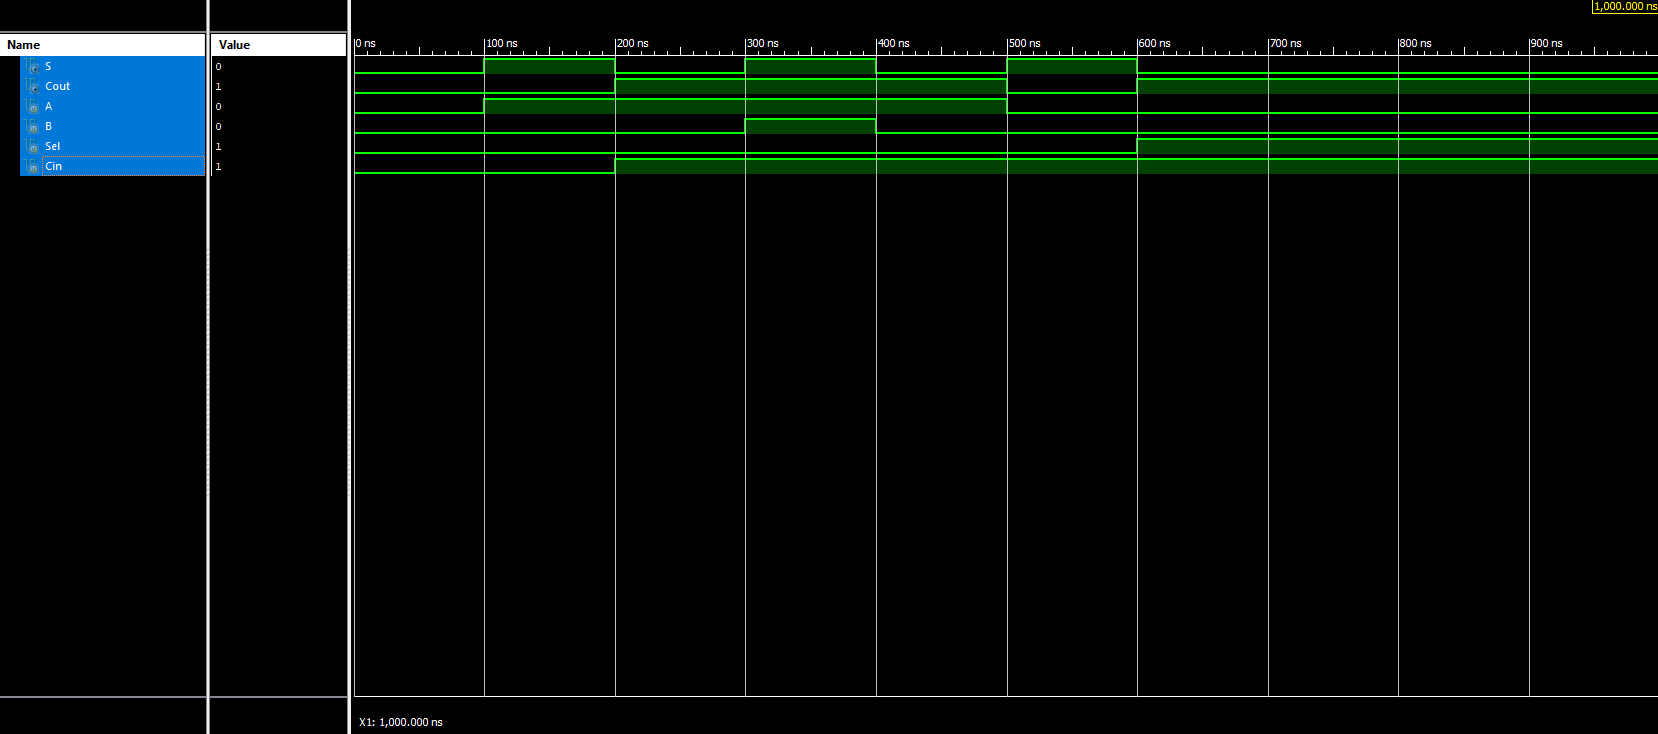 1,000.000 ns
Name Value
0 ns 100 ns 200 ns 300 ns 400 ns 500 ns 600 ns 700 ns 800 ns 900 ns
S 0
Cout 1
A 0
B 0
Sel 1
Cin 1
X1: 1,000.000 ns